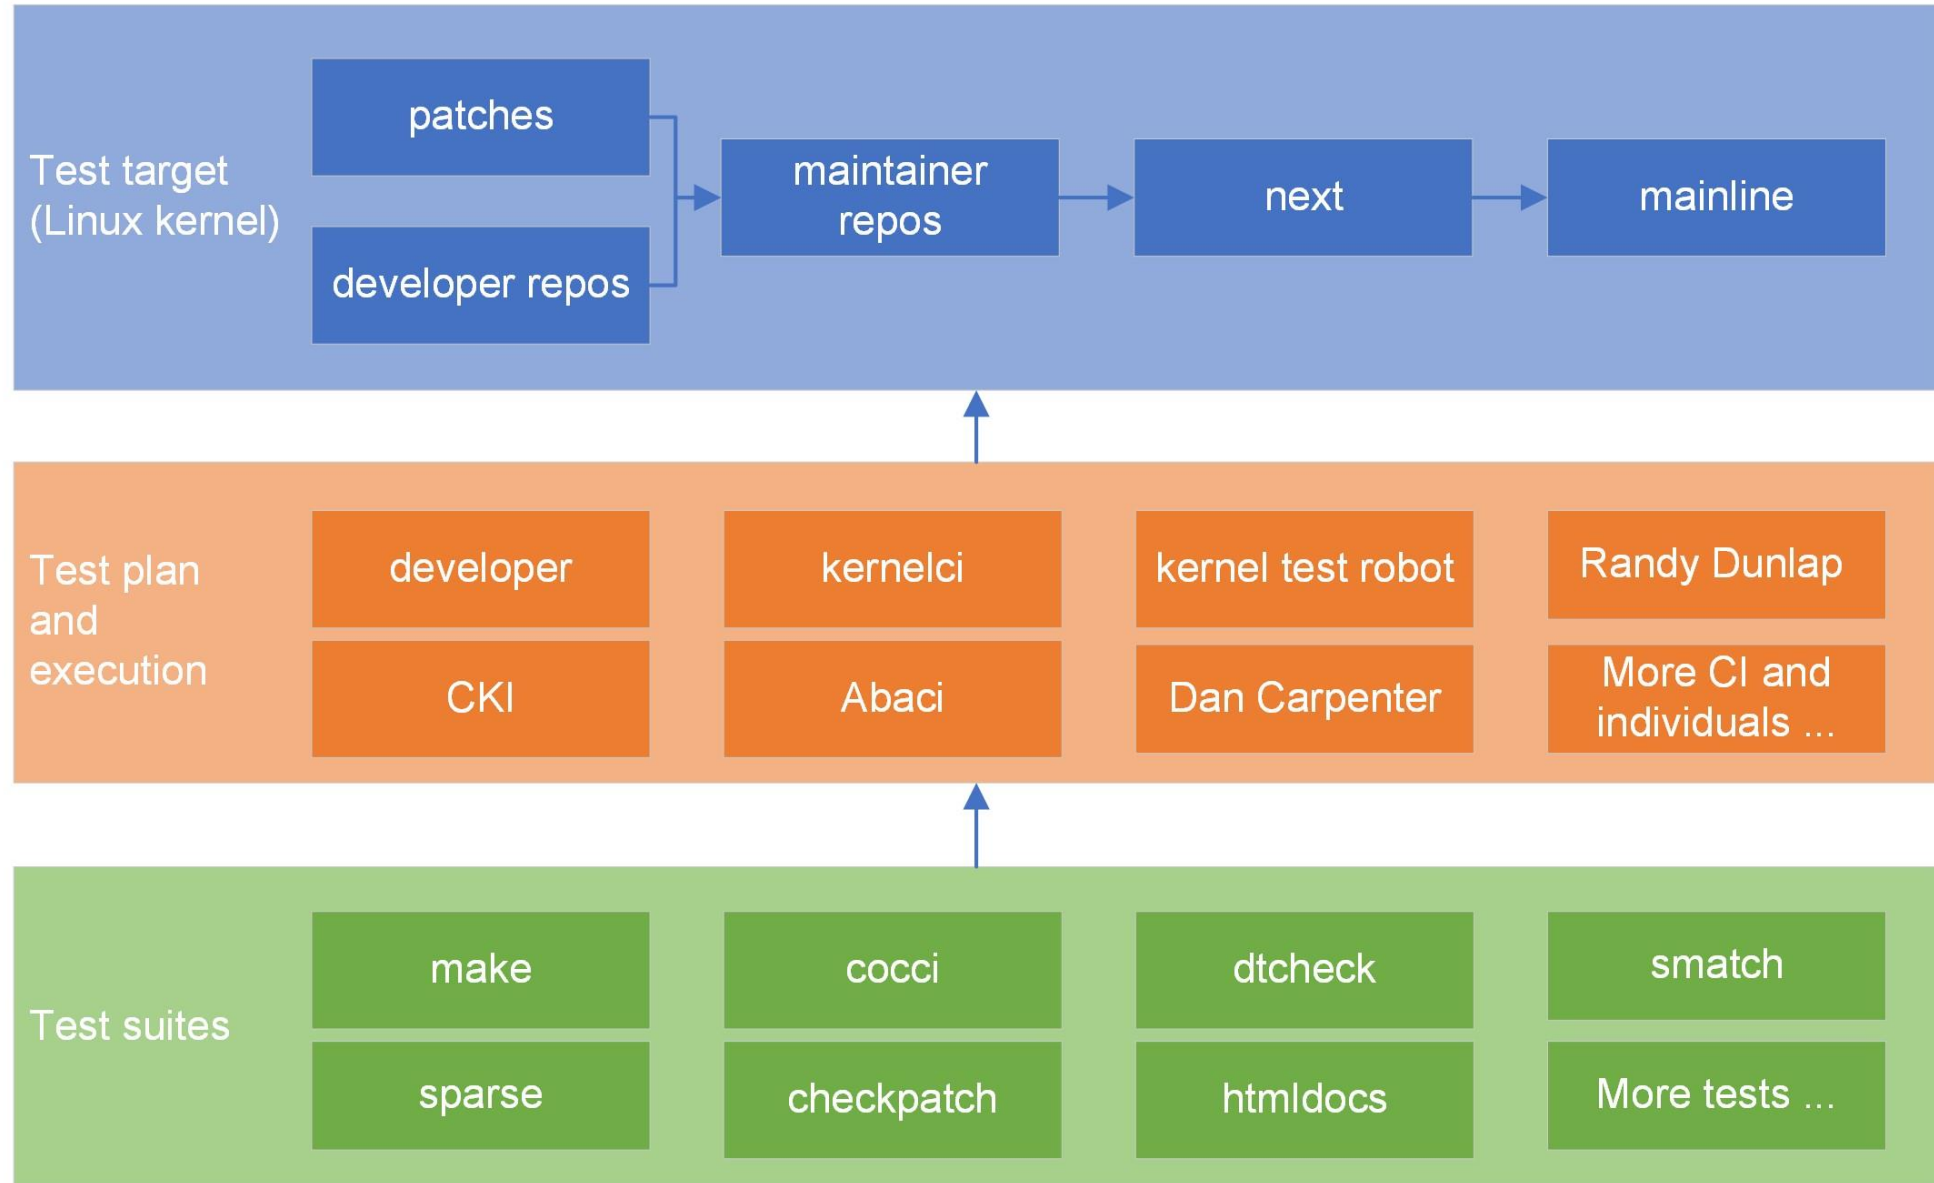 Test target
(Linux kernel)
patches
developer repos
maintainer
repos
next
mainline
Test plan
and
execution
developer
kernelci
kernel test robot
Randy Dunlap
CKI
Abaci
Dan Carpenter
More CI and
individuals ...
Test suites
make
cocci
dtcheck
smatch
sparse
checkpatch
htmldocs
More tests ...